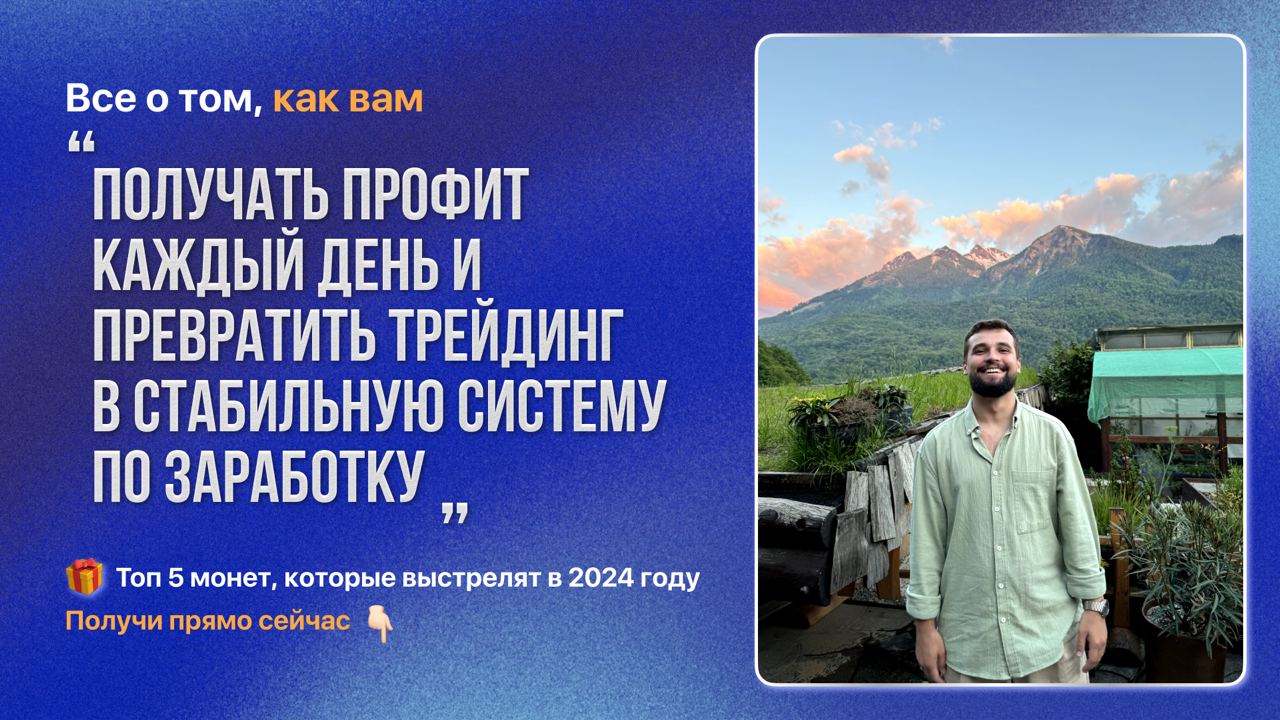 Все о том, как вам
“
ПОЛУЧАТЬ ПРОФИТ
КАЖДЫЙ ДЕНЬ И
ПРЕВРАТИТЬ ТРЕЙДИНГ
В СТАБИЛЬНУЮ СИСТЕМУ
ПО ЗАРАБОТКУ
”
🎁 Топ 5 монет, которые выстрелят в 2024 году
Получи прямо сейчас 👇🏻